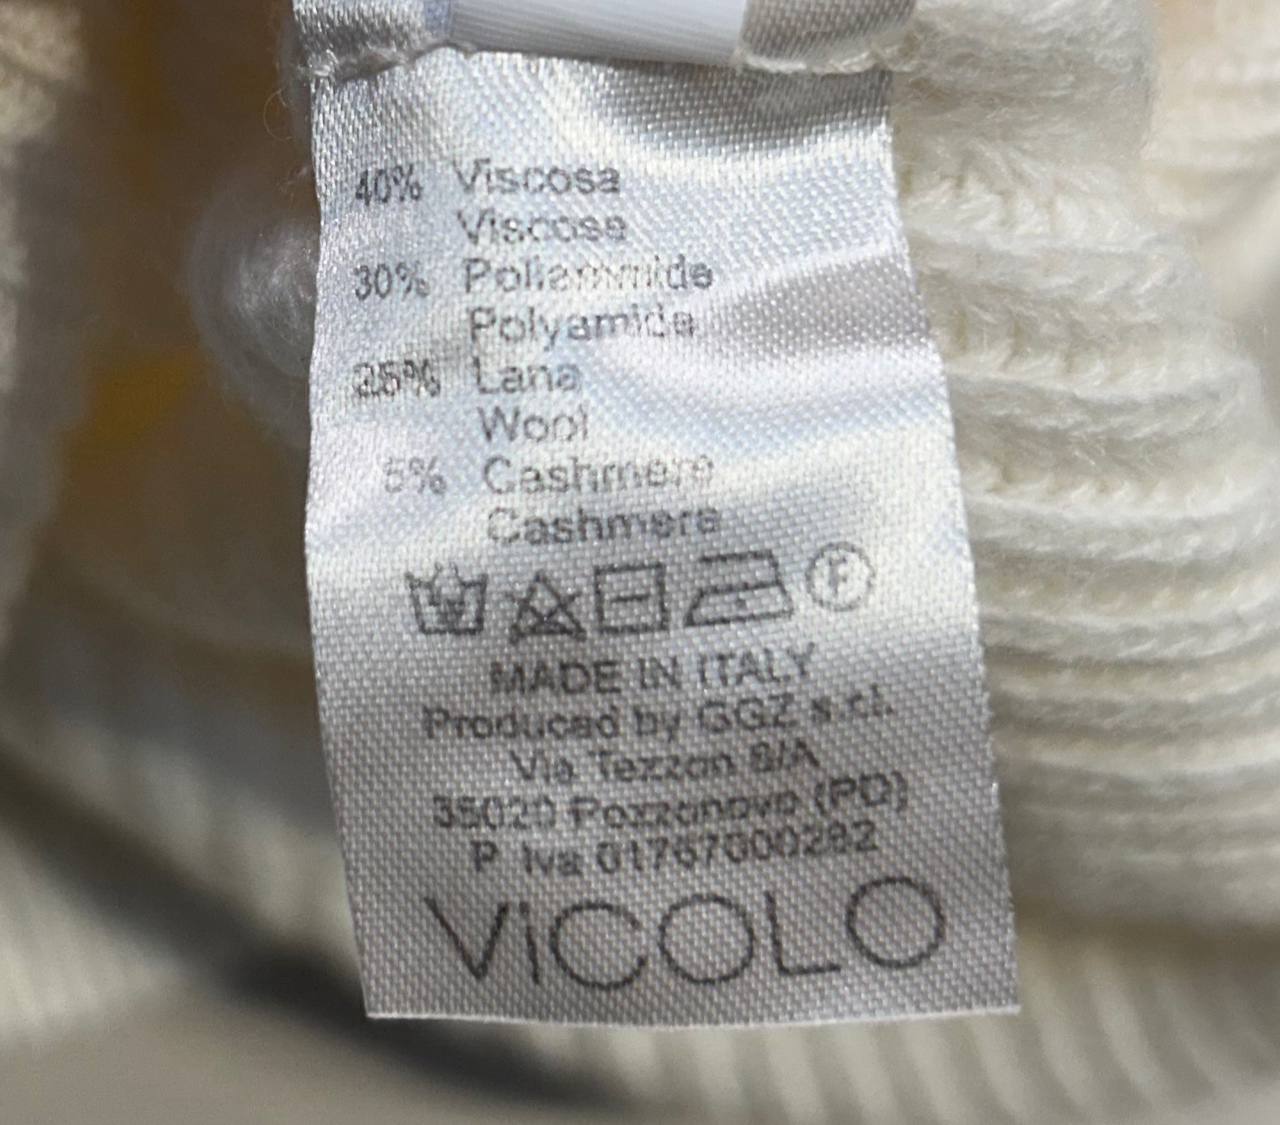 40% Viscosa
Viscose
30% Poliammide
Polyamide
25% Lana
Wool
5% Cashmere
Cashmere
F
MADE IN ITALY
Produced by GGZ s.r.l.
Via Tezzon 8/A
35020 Pozzonovo (PD)
P. Iva 01767000282
ViCOLO